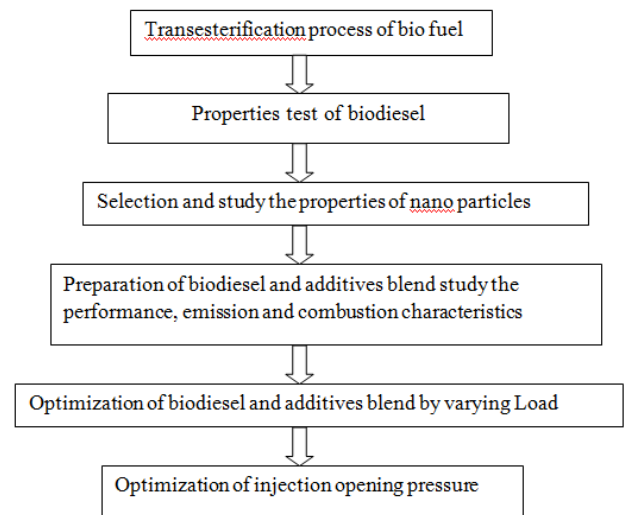 Transesterification process of bio fuel
Properties test of biodiesel
Selection and study the properties of nano particles
Preparation of biodiesel and additives blend study the
performance, emission and combustion characteristics
Optimization of biodiesel and additives blend by varying Load
Optimization of injection opening pressure